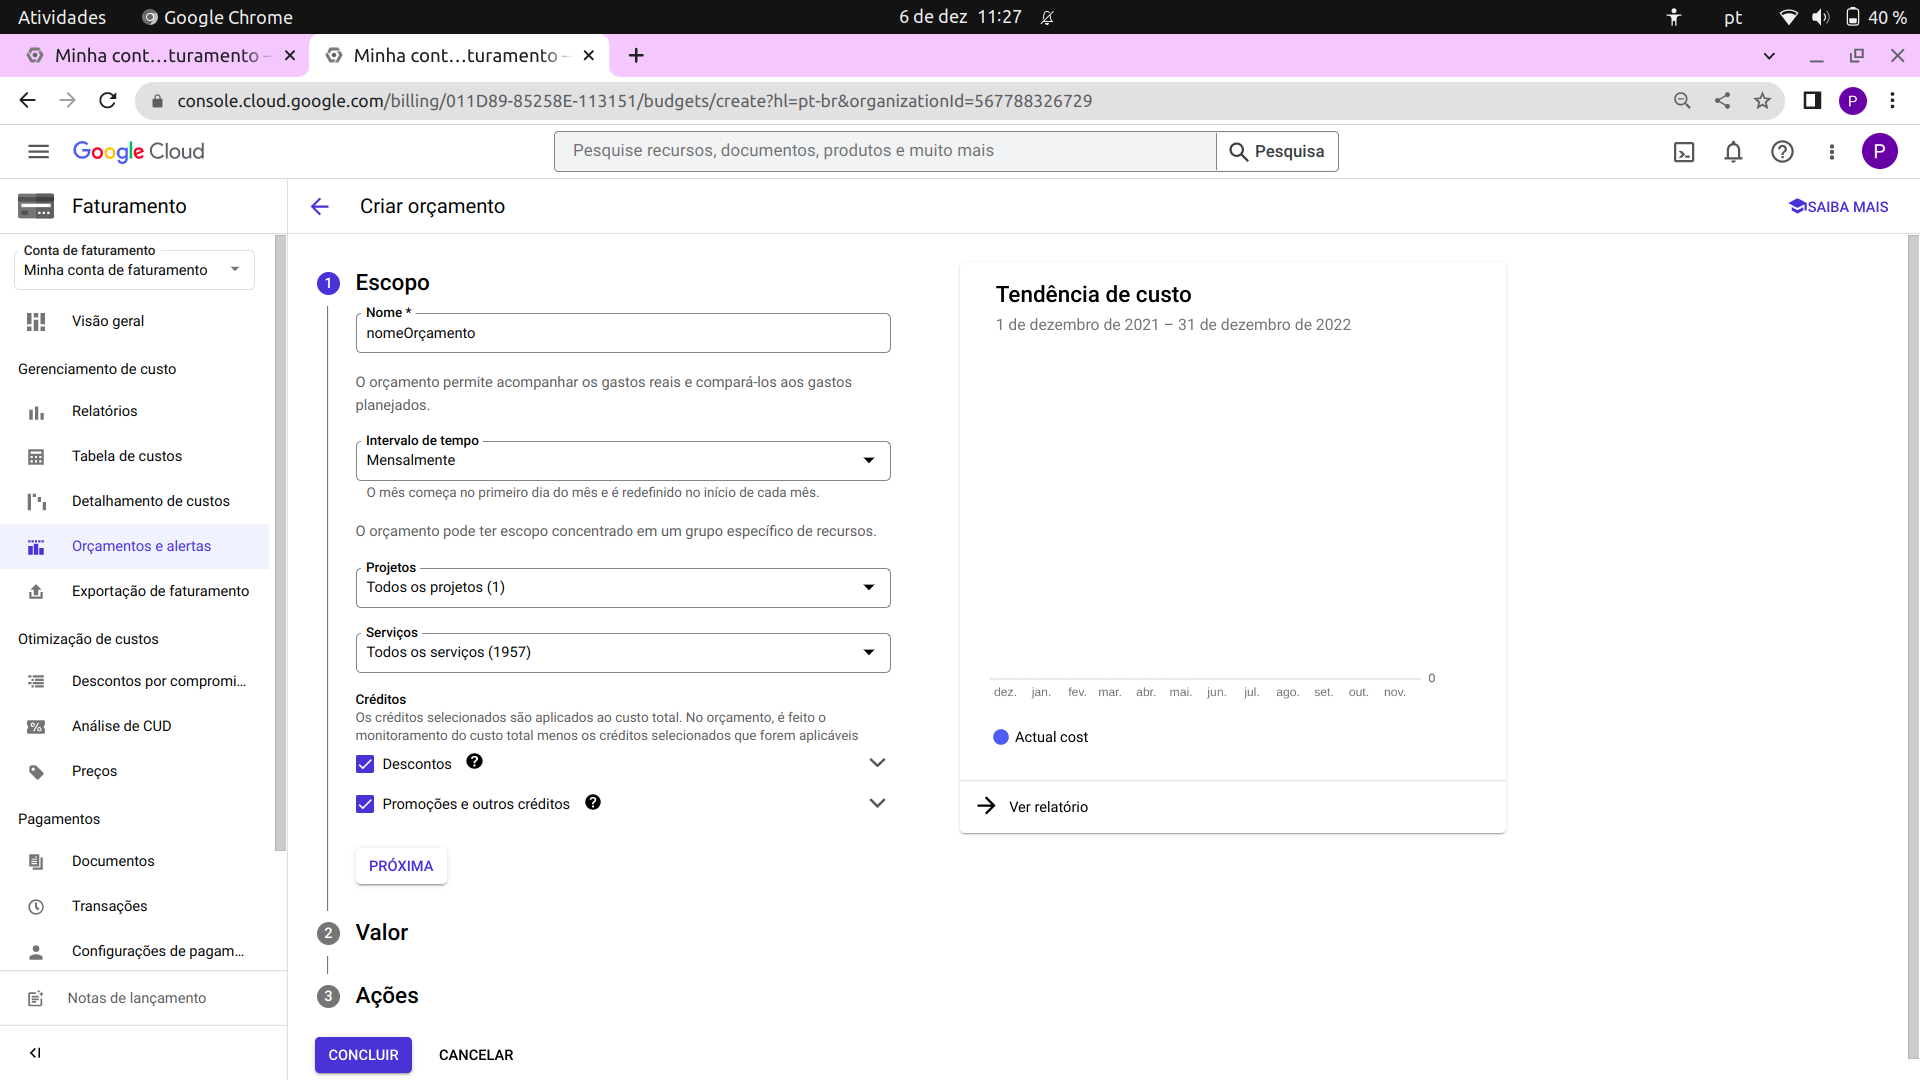 Atividades
Google Chrome
6 de dez 11:27
pt
40 %
Minha cont...turamento –
Minha cont...turamento –
console.cloud.google.com/billing/011D89-85258E-113151/budgets/create?hl=pt-br&organizationId=567788326729
P
Google Cloud
Pesquise recursos, documentos, produtos e muito mais
Pesquisa
P
Faturamento
Criar orçamento
SAIBA MAIS
Conta de faturamento
Minha conta de faturamento
Visão geral
Gerenciamento de custo
Relatórios
Tabela de custos
Detalhamento de custos
Orçamentos e alertas
Exportação de faturamento
Otimização de custos
Descontos por compromi...
Análise de CUD
Preços
Pagamentos
Documentos
Transações
Configurações de pagam...
Notas de lançamento
1 Escopo
Nome *
nomeOrçamento
O orçamento permite acompanhar os gastos reais e compará-los aos gastos
planejados.
Intervalo de tempo
Mensalmente
O mês começa no primeiro dia do mês e é redefinido no início de cada mês.
O orçamento pode ter escopo concentrado em um grupo específico de recursos.
Projetos
Todos os projetos (1)
Serviços
Todos os serviços (1957)
Créditos
Os créditos selecionados são aplicados ao custo total. No orçamento, é feito o
monitoramento do custo total menos os créditos selecionados que forem aplicáveis
Descontos ?
Promoções e outros créditos ?
PRÓXIMA
2 Valor
3 Ações
CONCLUIR
CANCELAR
Tendência de custo
1 de dezembro de 2021 – 31 de dezembro de 2022
0
dez. jan. fev. mar. abr. mai. jun. jul. ago. set. out. nov.
Actual cost
Ver relatório